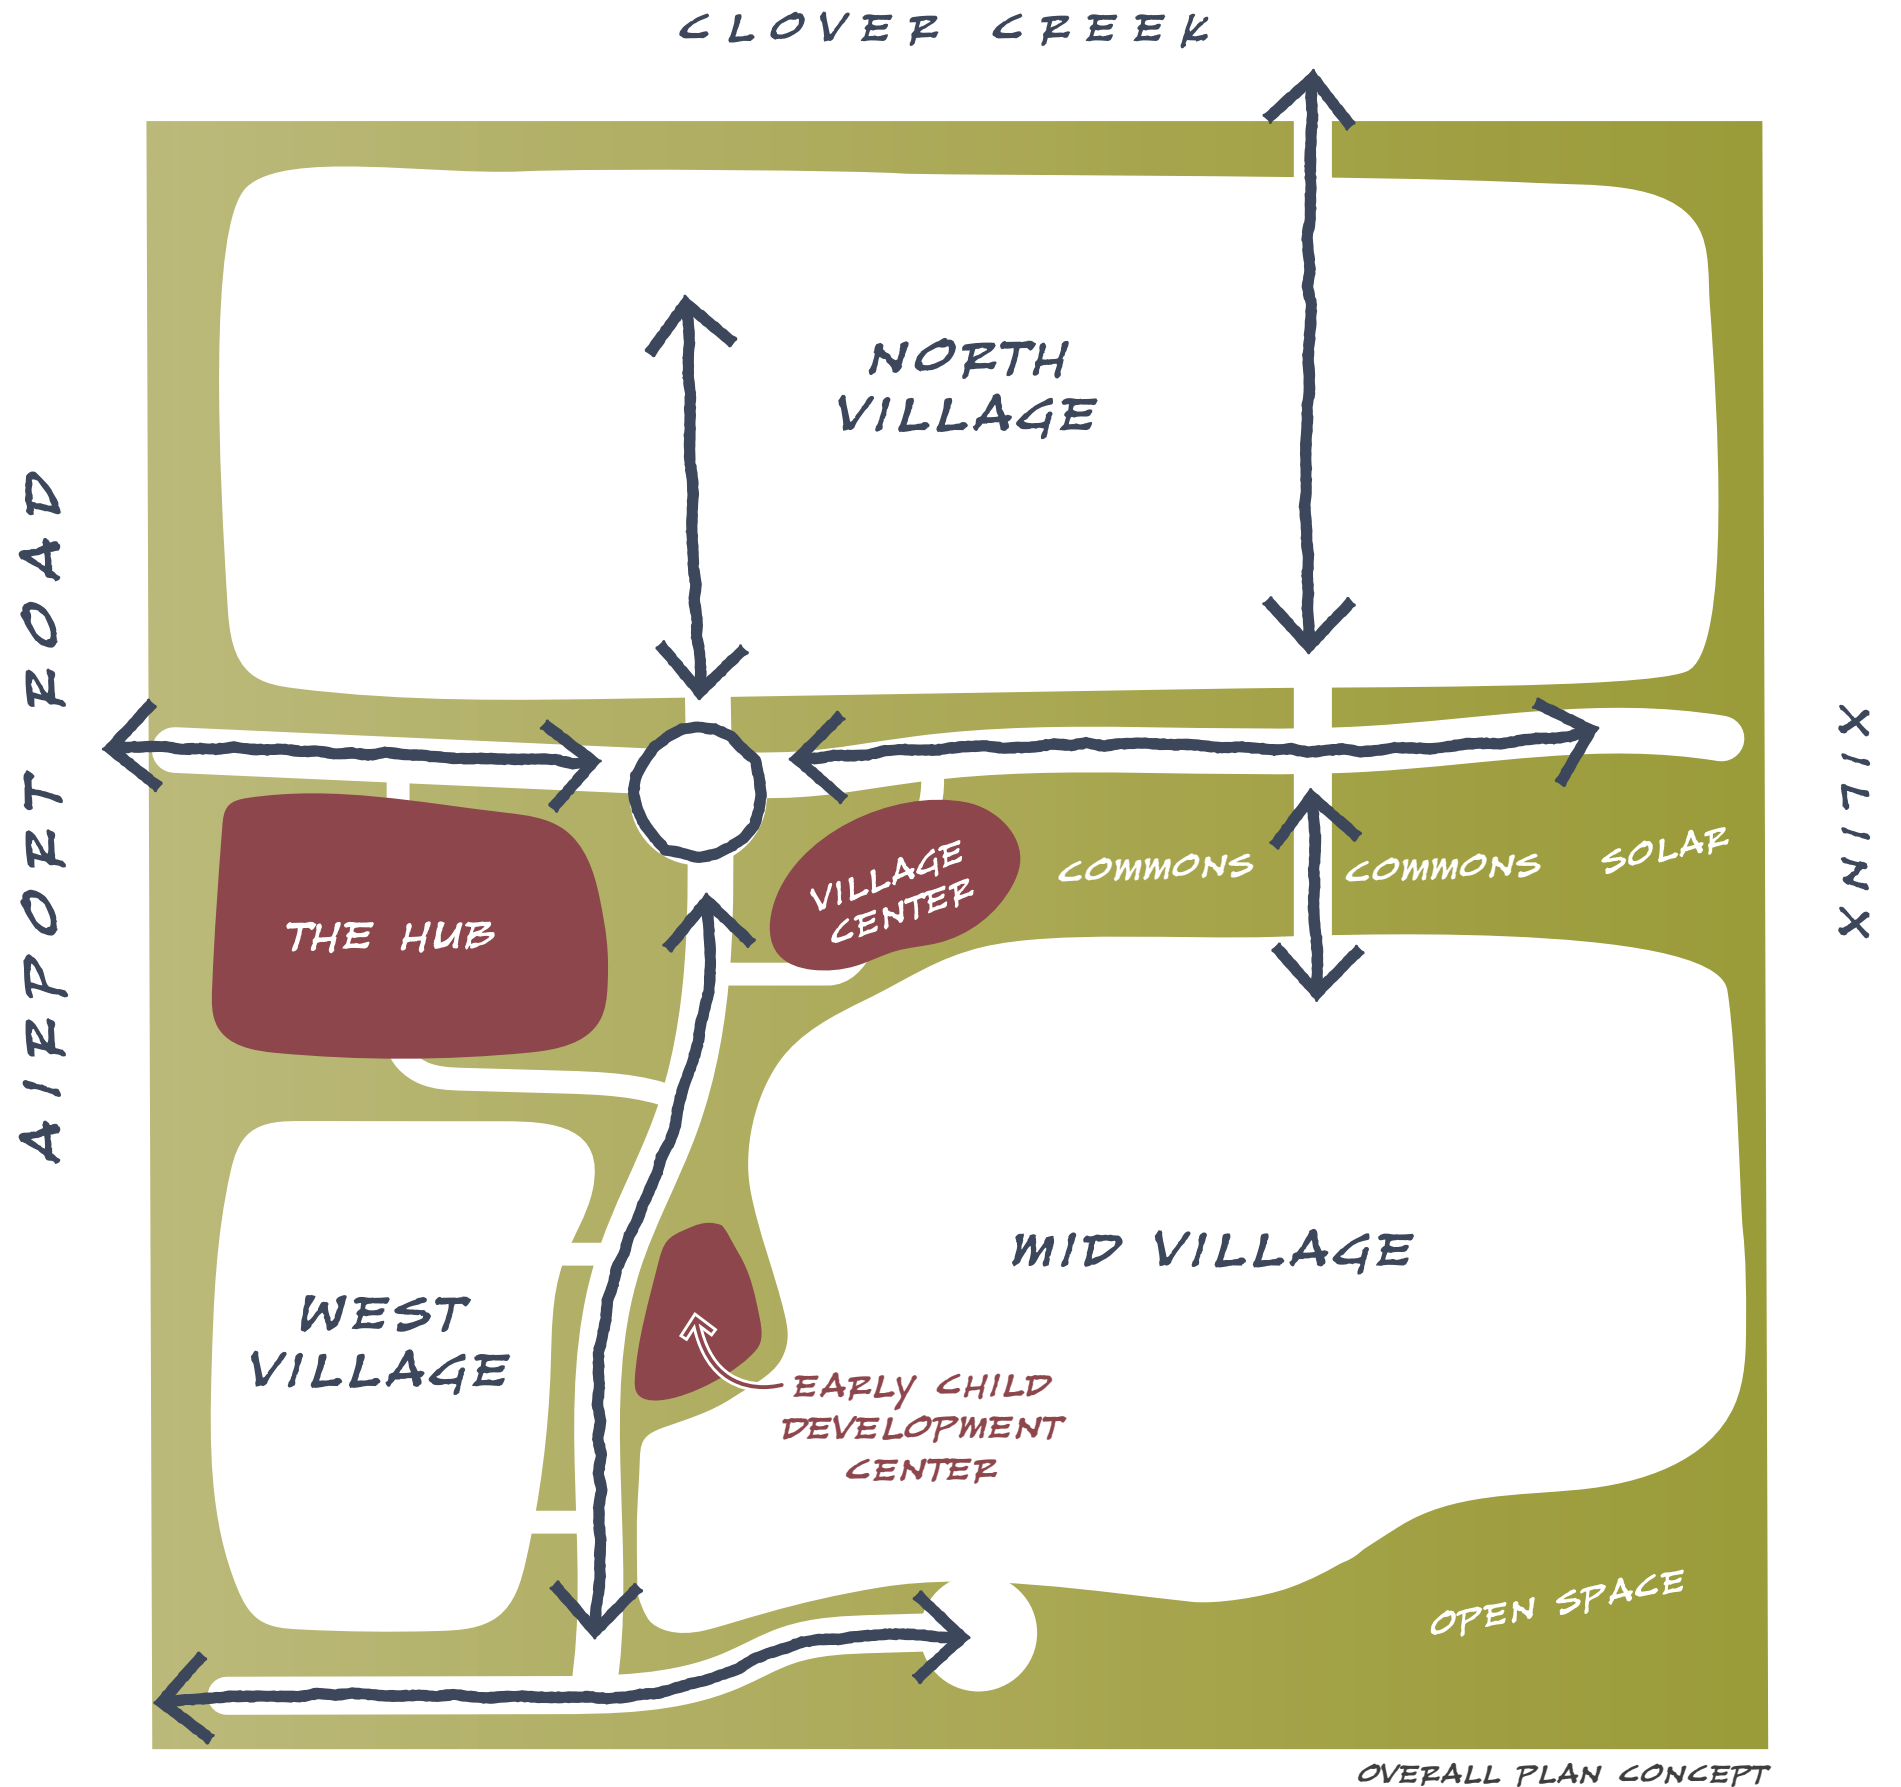 CLOVER CREEK
NORTH
VILLAGE
AIRPORT ROAD
XILINX
VILLAGE
CENTER
COMMONS
COMMONS
SOLAR
THE HUB
MID VILLAGE
WEST
VILLAGE
EARLY CHILD
DEVELOPMENT
CENTER
OPEN SPACE
OVERALL PLAN CONCEPT